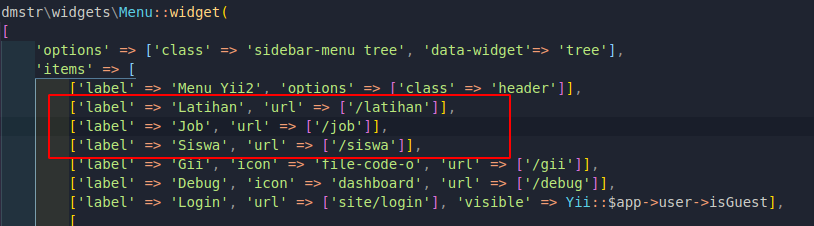 dmstr\widgets\Menu::widget(
[
'options' => ['class' => 'sidebar-menu tree', 'data-widget'=> 'tree'],
'items' => [
['label' => 'Menu Yii2', 'options' => ['class' => 'header']],
['label' => 'Latihan', 'url' => ['/latihan']],
['label' => 'Job', 'url' => ['/job']],
['label' => 'Siswa', 'url' => ['/siswa']],
['label' => 'Gii', 'icon' => 'file-code-o', 'url' => ['/gii']],
['label' => 'Debug', 'icon' => 'dashboard', 'url' => ['/debug']],
['label' => 'Login', 'url' => ['site/login'], 'visible' => Yii::$app->user->isGuest],
[